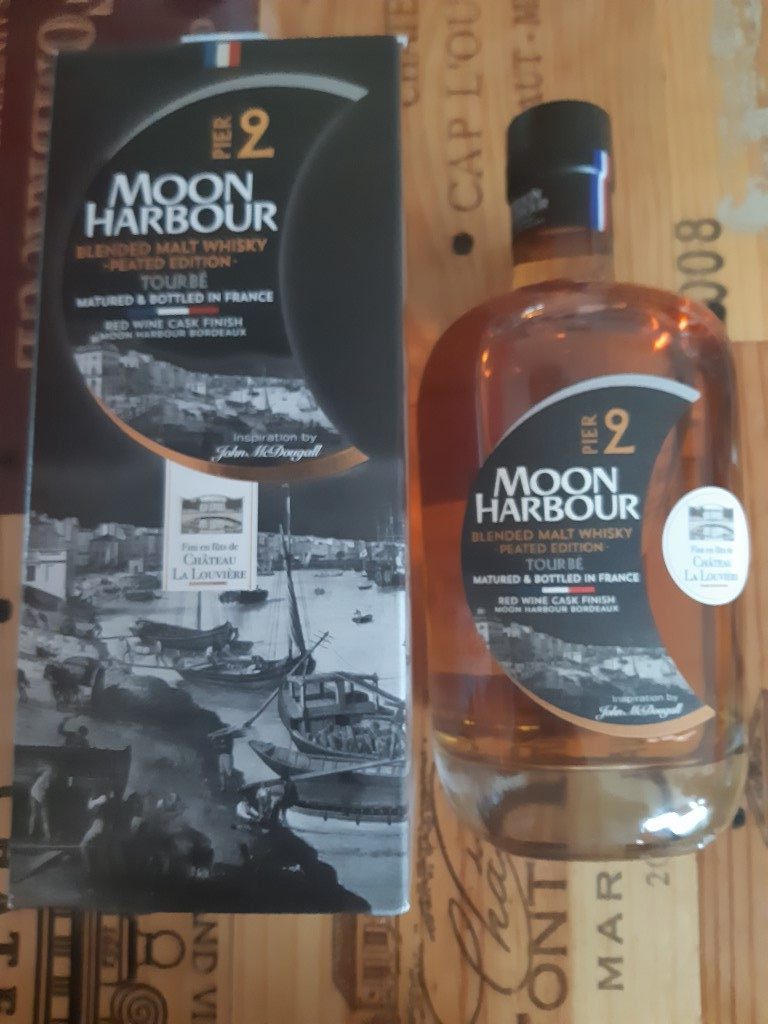 PIER 2
MOON
HARBOUR
BLENDED MALT WHISKY
-PEATED EDITION-
TOURBÉ
MATURED & BOTTLED IN FRANCE
RED WINE CASK FINISH
MOON HARBOUR BORDEAUX
Inspiration by
John McDougall
Fini en fûts de
CHÂTEAU
LA LOUVIÈRE
PIER 2
MOON
HARBOUR
BLENDED MALT WHISKY
-PEATED EDITION-
TOURBÉ
MATURED & BOTTLED IN FRANCE
RED WINE CASK FINISH
MOON HARBOUR BORDEAUX
Inspiration by
John McDougall
Fini en fûts de
CHÂTEAU
LA LOUVIÈRE
CAP L'OU
008
MAR